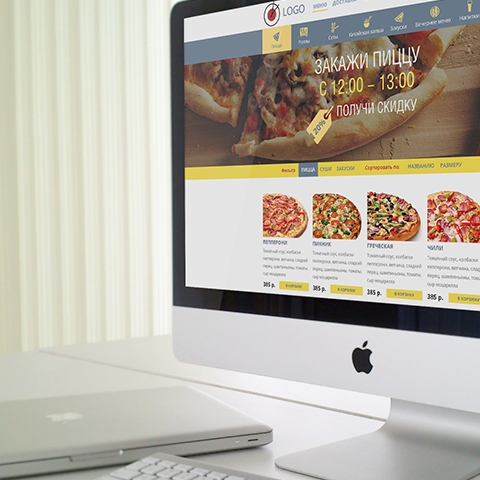 LOGO
МЕНЮ ДОСТАВКА
Пицца
Роллы
Сеты
Китайская лапша
Закуски
Вечернее меню
Напитки
ЗАКАЖИ ПИЦЦУ
С 12:00 – 13:00
20%
ПОЛУЧИ СКИДКУ
Фильтр: ПИЦЦА СУШИ ЗАКУСКИ Сортировать по: НАЗВАНИЮ РАЗМЕРУ
ПЕППЕРОНИ
Томатный соус, колбаски
пепперони, ветчина, сладкий
перец, шампиньоны, томаты,
сыр моцарелла
385 р. В КОРЗИНУ
ПИКНИК
Томатный соус, колбаски
пепперони, ветчина, сладкий
перец, шампиньоны, томаты,
сыр моцарелла
385 р. В КОРЗИНУ
ГРЕЧЕСКАЯ
Томатный соус, колбаски
пепперони, ветчина, сладкий
перец, шампиньоны, томаты,
сыр моцарелла
385 р. В КОРЗИНУ
ЧИЛИ
Томатный соус, колбаски
пепперони, ветчина, сладкий
перец, шампиньоны, томаты,
сыр моцарелла
385 р. В КОРЗИНУ